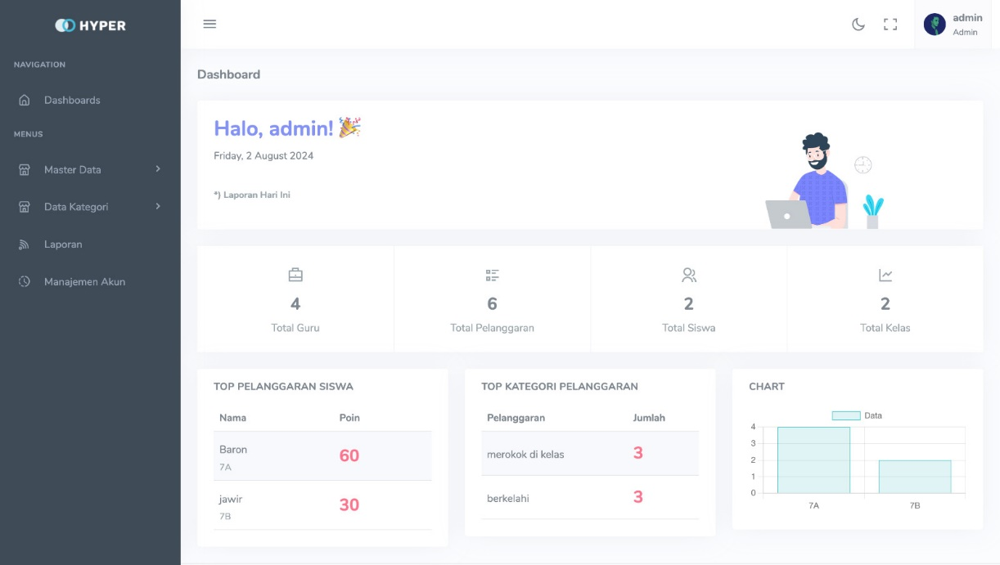 HYPER
NAVIGATION
Dashboards
MENUS
Master Data
Data Kategori
Laporan
Manajemen Akun
admin
Admin
Dashboard
Halo, admin! 🎉
Friday, 2 August 2024
*) Laporan Hari Ini
4
Total Guru
6
Total Pelanggaran
2
Total Siswa
2
Total Kelas
TOP PELANGGARAN SISWA
Nama Poin
Baron 60
7A
jawir 30
7B
TOP KATEGORI PELANGGARAN
Pelanggaran Jumlah
merokok di kelas 3
berkelahi 3
CHART
Data
4
3
2
1
0
7A 7B